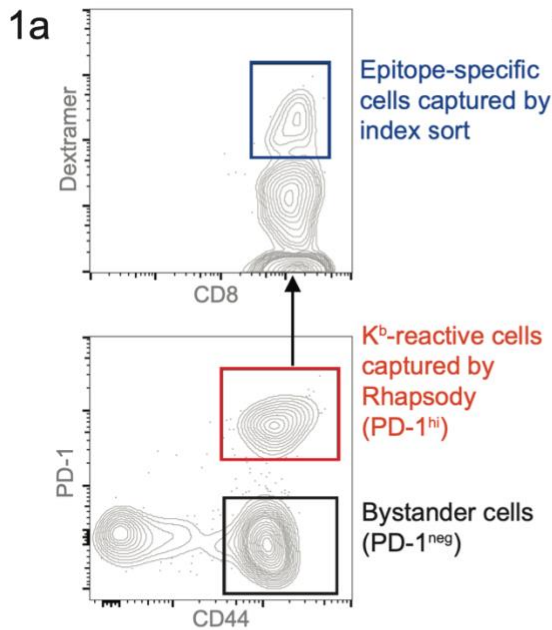 1a
Dextramer
CD8
Epitope-specific
cells captured by
index sort
PD-1
CD44
Kᵇ-reactive cells
captured by
Rhapsody
(PD-1ʰⁱ)
Bystander cells
(PD-1ⁿᵉᵍ)